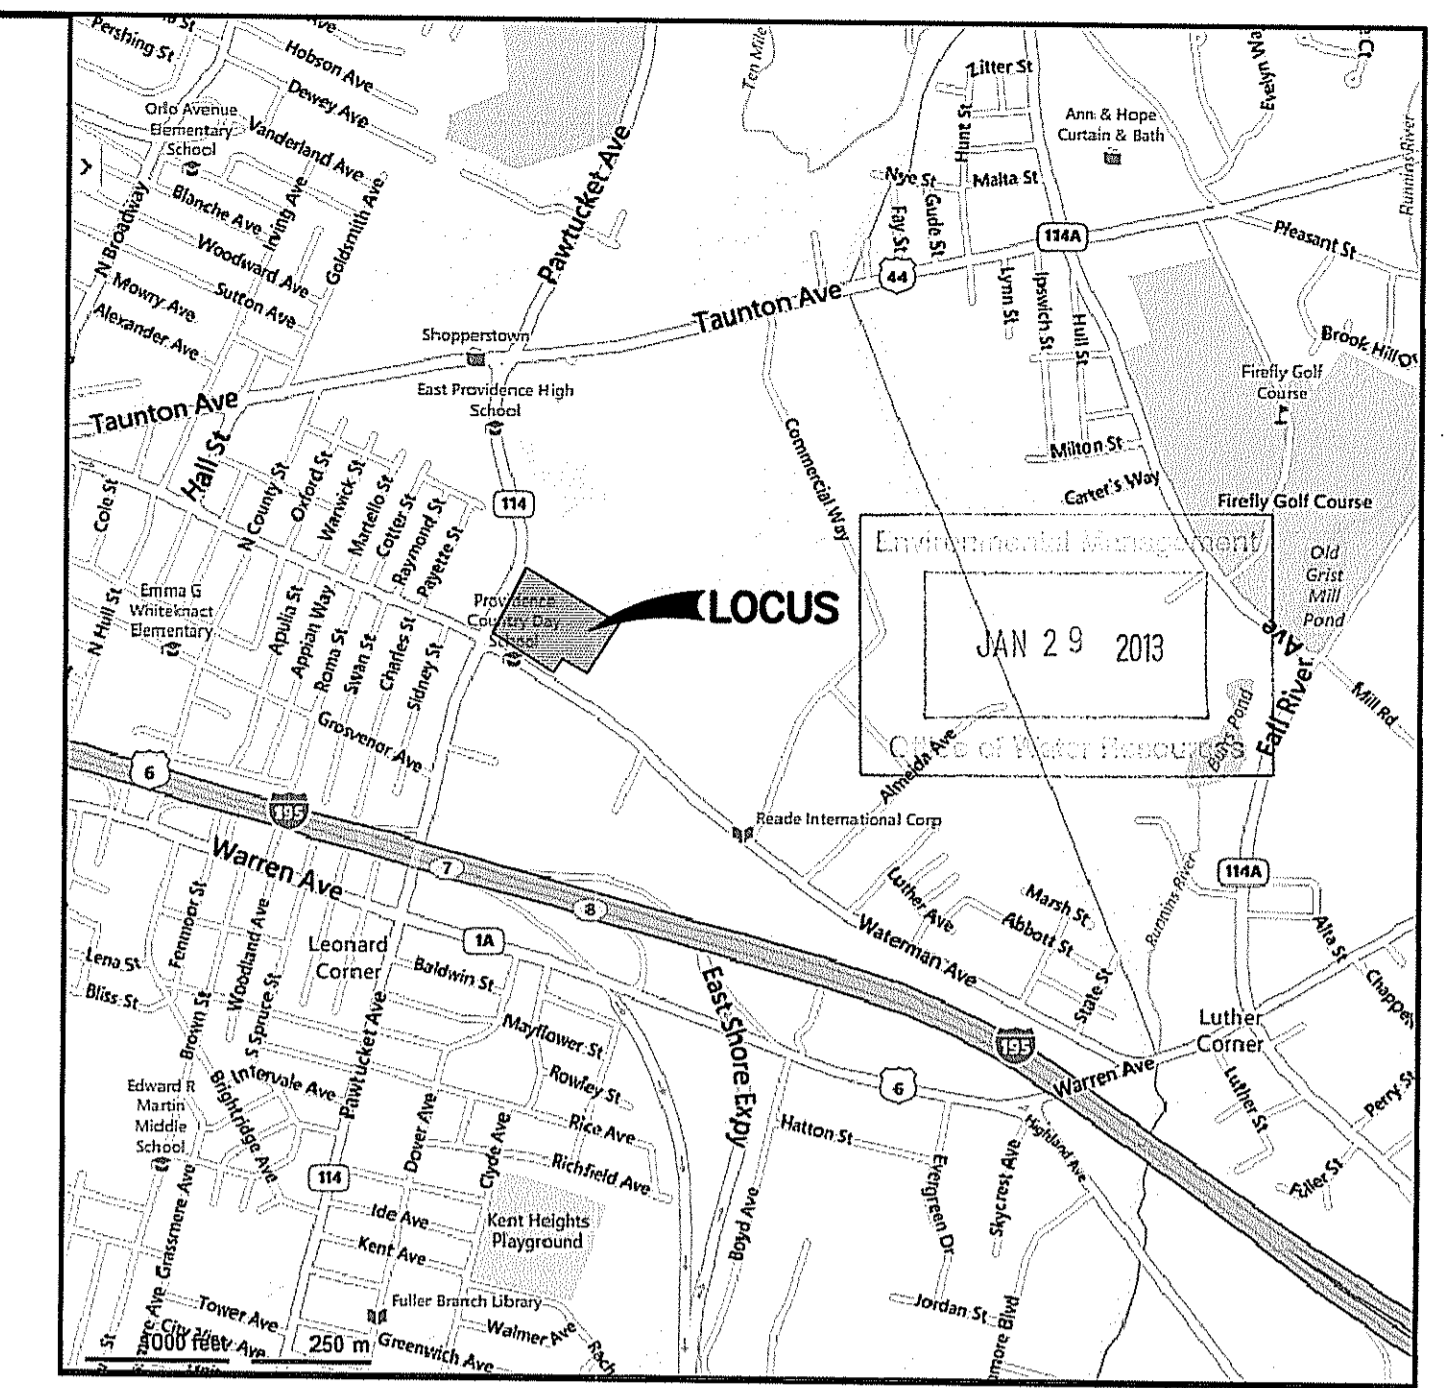 Pershing St
Hobson Ave
Dewey Ave
Vanderland Ave
Orlo Avenue
Elementary
School
N Broadway
Blanche Ave
Irving Ave
Goldsmith Ave
Woodward Ave
Sutton Ave
Mowry Ave
Alexander Ave
Pawtucket Ave
Ten Mile
Litter St
Hunt St
Ann & Hope
Curtain & Bath
Evelyn Wa
Runnins River
Nye St
Malta St
Fay St
Gude St
114A
44
Pleasant St
Lynn St
Ipswich St
Hull St
Brook Hill D
Shopperstown
Taunton Ave
East Providence High
School
Taunton Ave
Hall St
Firefly Golf
Course
Commercial Way
Milton St
Carter's Way
Firefly Golf Course
114
Cole St
N County St
Oxford St
Warwick St
Martello St
Cotter St
Raymond St
Payette St
Environmental Management
JAN 29 2013
Office of Water Resources
Old
Grist
Mill
Pond
Emma G
Whiteknact
Elementary
N Hull St
Apulia St
Appian Way
Roma St
Swan St
Charles St
Sidney St
Providence
Country Day
School
LOCUS
Grosvenor Ave
Fall River Ave
Mill Rd
Burrs Pond
Almeida Ave
6
195
7
8
Reade International Corp
Warren Ave
114A
Runnins River
Luther Ave
Marsh St
Abbott St
Waterman Ave
State St
Alta St
Fenmoor St
Woodland Ave
Leonard
Corner
1A
Baldwin St
Lena St
Bliss St
Brown St
S Spruce St
East Shore Expy
Luther
Corner
195
Warren Ave
6
Mayflower St
Rowley St
Rice Ave
Richfield Ave
Intervale Ave
Brightridge Ave
Pawtucket Ave
Dover Ave
Clyde Ave
Edward R
Martin
Middle
School
Hatton St
Evergreen Dr
Skycrest Ave
Highland Ave
Luther St
Perry St
Fuller St
114
Ide Ave
Kent Ave
Kent Heights
Playground
Boyd Ave
Grassmere Ave
Fuller Branch Library
Tower Ave
City View Ave
Walmer Ave
Greenwich Ave
Jordan St
1000 feet
250 m